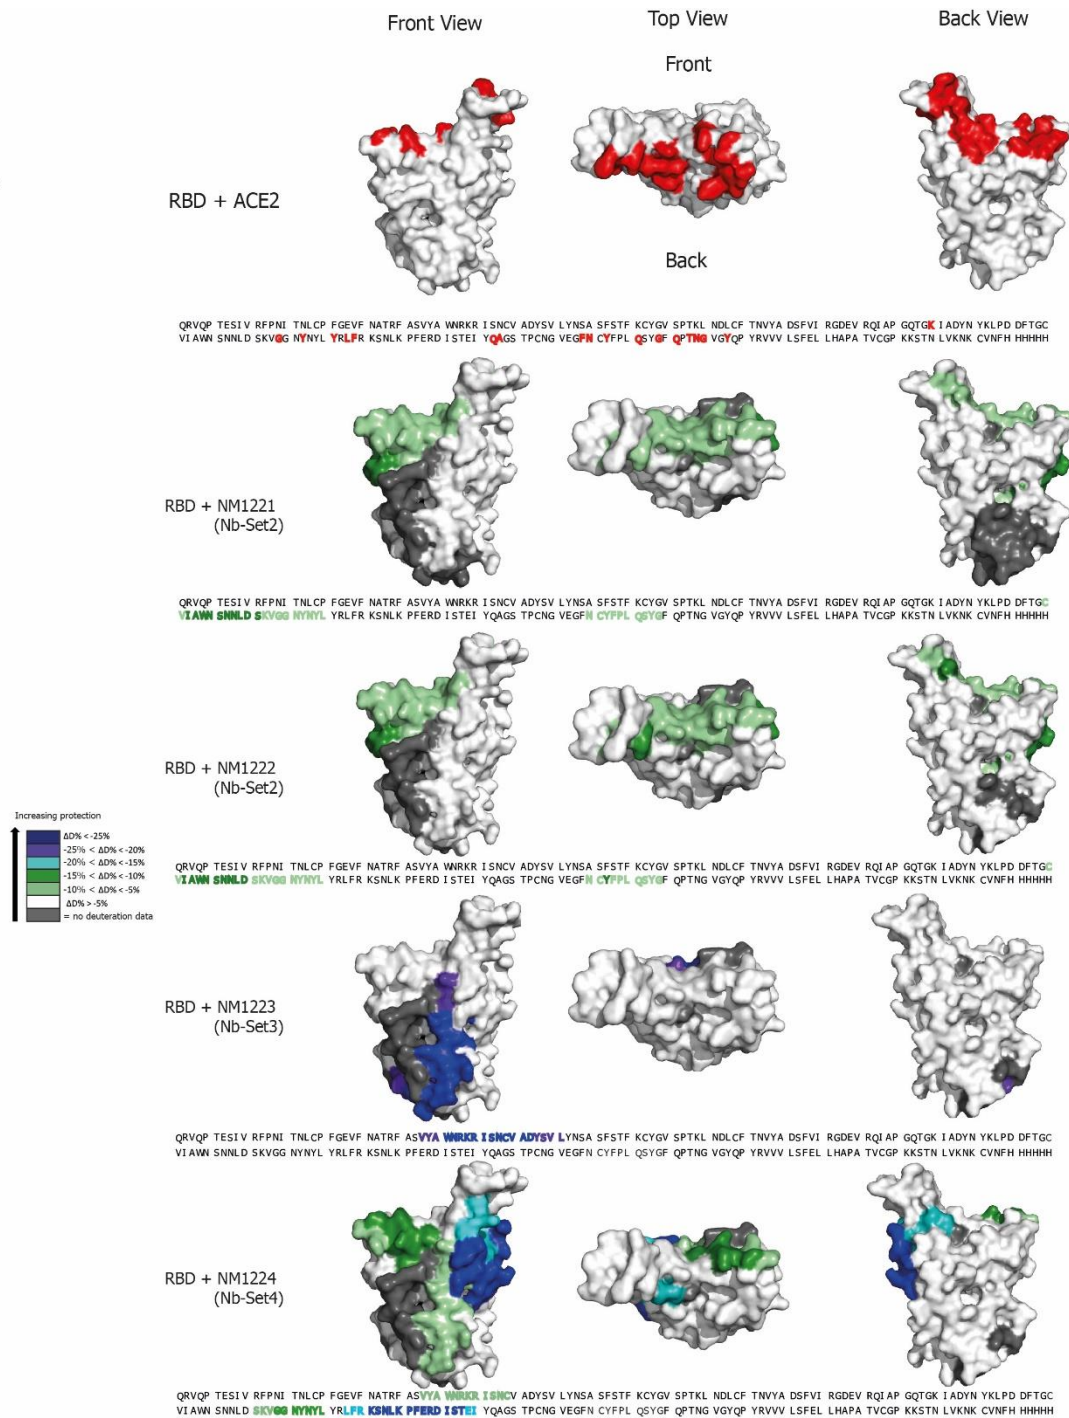 Front View
Top View
Back View
Front
RBD + ACE2
Back
QRVQP TESIV RFPNI TNLCP FGEVF NATRF ASVYA WNRKR ISNCV ADYSV LYNSA SFSTF KCYGV SPTKL NDLCF TNVYA DSFVI RGDEV RQIAP GQTGK IADYN YKLPD DFTGC
VIAWN SNNLD SKVGG NYNYL YRLFR KSNLK PFERD ISTEI YQAGS TPCNG VEGFN CYFPL QSYGF QPTNG VGYQP YRVVV LSFEL LHAPA TVCGP KKSTN LVKNK CVNFH HHHHH
RBD + NM1221
(Nb-Set2)
QRVQP TESIV RFPNI TNLCP FGEVF NATRF ASVYA WNRKR ISNCV ADYSV LYNSA SFSTF KCYGV SPTKL NDLCF TNVYA DSFVI RGDEV RQIAP GQTGK IADYN YKLPD DFTGC
VIAWN SNNLD SKVGG NYNYL YRLFR KSNLK PFERD ISTEI YQAGS TPCNG VEGFN CYFPL QSYGF QPTNG VGYQP YRVVV LSFEL LHAPA TVCGP KKSTN LVKNK CVNFH HHHHH
RBD + NM1222
(Nb-Set2)
Increasing protection
ΔD% < -25%
-25% < ΔD% < -20%
-20% < ΔD% < -15%
-15% < ΔD% < -10%
-10% < ΔD% < -5%
ΔD% > -5%
= no deuteration data
QRVQP TESIV RFPNI TNLCP FGEVF NATRF ASVYA WNRKR ISNCV ADYSV LYNSA SFSTF KCYGV SPTKL NDLCF TNVYA DSFVI RGDEV RQIAP GQTGK IADYN YKLPD DFTGC
VIAWN SNNLD SKVGG NYNYL YRLFR KSNLK PFERD ISTEI YQAGS TPCNG VEGFN CYFPL QSYGF QPTNG VGYQP YRVVV LSFEL LHAPA TVCGP KKSTN LVKNK CVNFH HHHHH
RBD + NM1223
(Nb-Set3)
QRVQP TESIV RFPNI TNLCP FGEVF NATRF ASVYA WNRKR ISNCV ADYSV LYNSA SFSTF KCYGV SPTKL NDLCF TNVYA DSFVI RGDEV RQIAP GQTGK IADYN YKLPD DFTGC
VIAWN SNNLD SKVGG NYNYL YRLFR KSNLK PFERD ISTEI YQAGS TPCNG VEGFN CYFPL QSYGF QPTNG VGYQP YRVVV LSFEL LHAPA TVCGP KKSTN LVKNK CVNFH HHHHH
RBD + NM1224
(Nb-Set4)
QRVQP TESIV RFPNI TNLCP FGEVF NATRF ASVYA WNRKR ISNCV ADYSV LYNSA SFSTF KCYGV SPTKL NDLCF TNVYA DSFVI RGDEV RQIAP GQTGK IADYN YKLPD DFTGC
VIAWN SNNLD SKVGG NYNYL YRLFR KSNLK PFERD ISTEI YQAGS TPCNG VEGFN CYFPL QSYGF QPTNG VGYQP YRVVV LSFEL LHAPA TVCGP KKSTN LVKNK CVNFH HHHHH